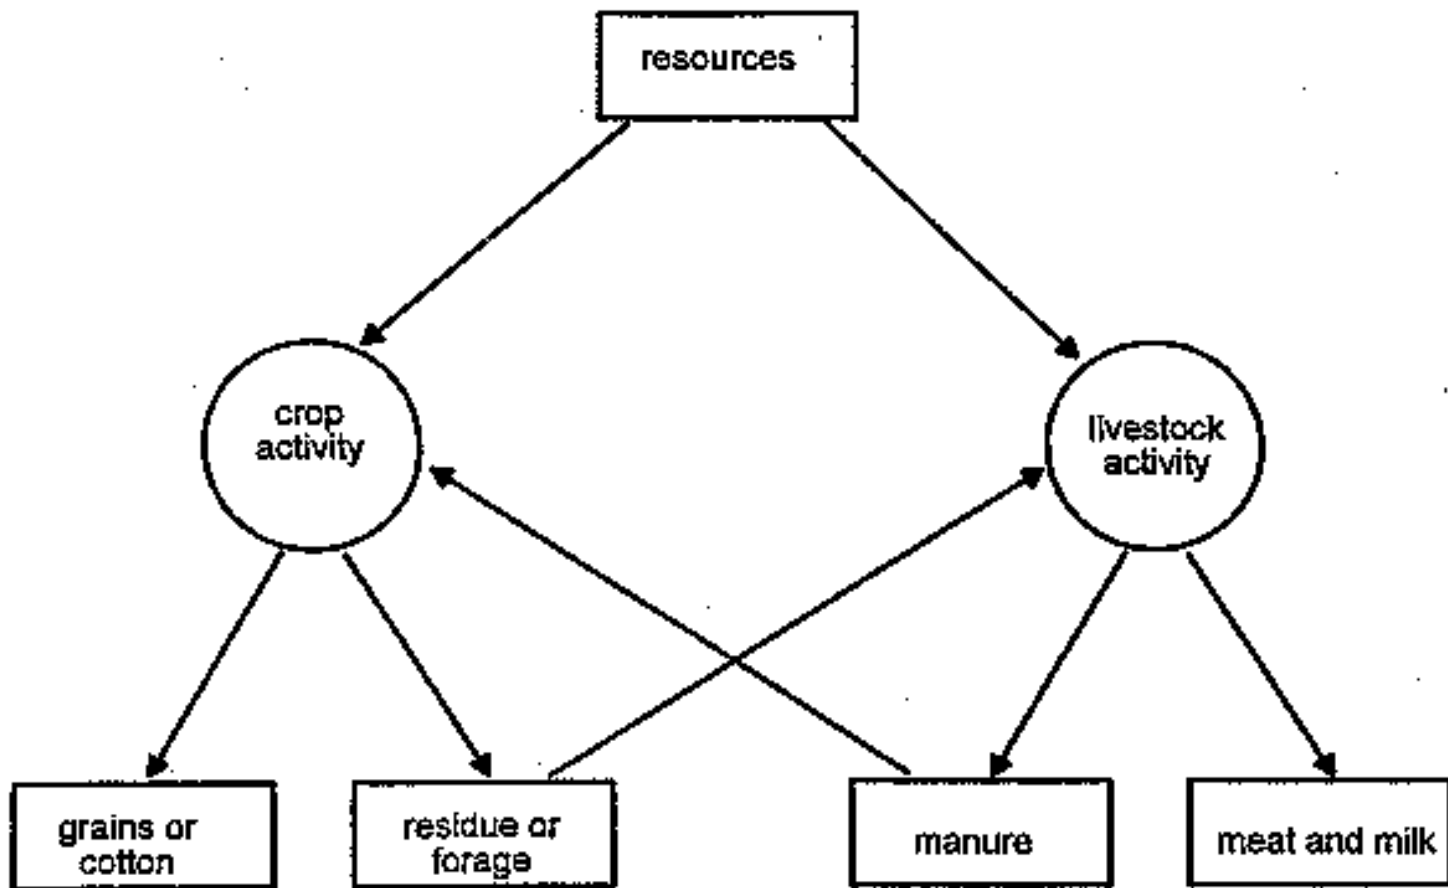 resources
crop
activity
livestock
activity
grains or
cotton
residue or
forage
manure
meat and milk